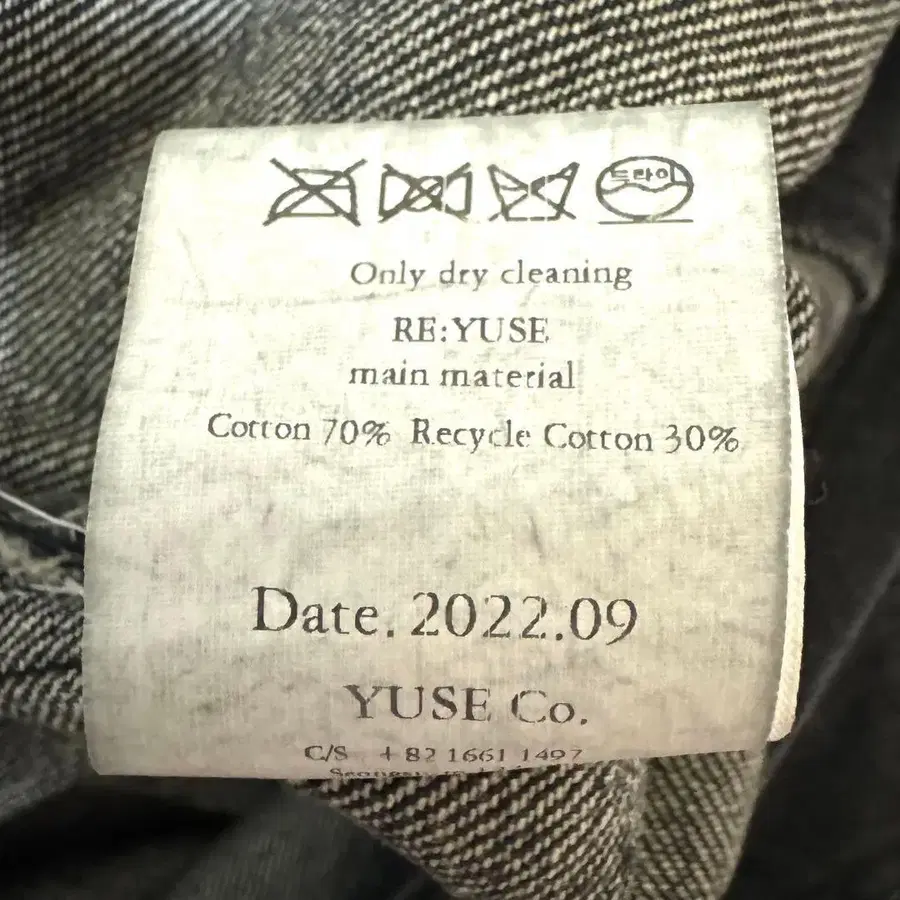 드라이
Only dry cleaning
RE:YUSE
main material
Cotton 70% Recycle Cotton 30%
Date. 2022.09
YUSE Co.
C/S +82 1661 1497